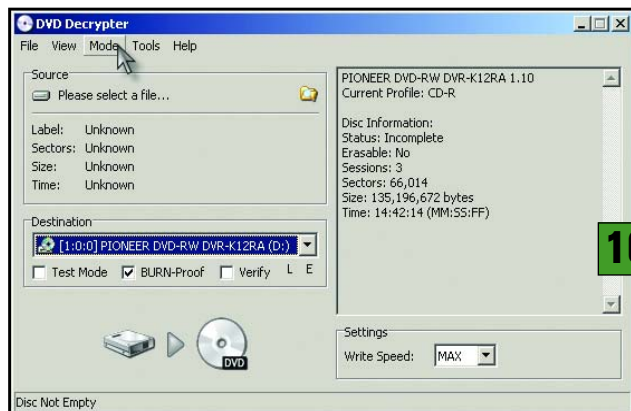 DVD Decrypter
File View Mode Tools Help
Source
Please select a file...
Label: Unknown
Sectors: Unknown
Size: Unknown
Time: Unknown
Destination
[1:0:0] PIONEER DVD-RW DVR-K12RA (D:)
Test Mode BURN-Proof Verify L E
DVD
PIONEER DVD-RW DVR-K12RA 1.10
Current Profile: CD-R
Disc Information:
Status: Incomplete
Erasable: No
Sessions: 3
Sectors: 66,014
Size: 135,196,672 bytes
Time: 14:42:14 (MM:SS:FF)
Settings
Write Speed: MAX
Disc Not Empty